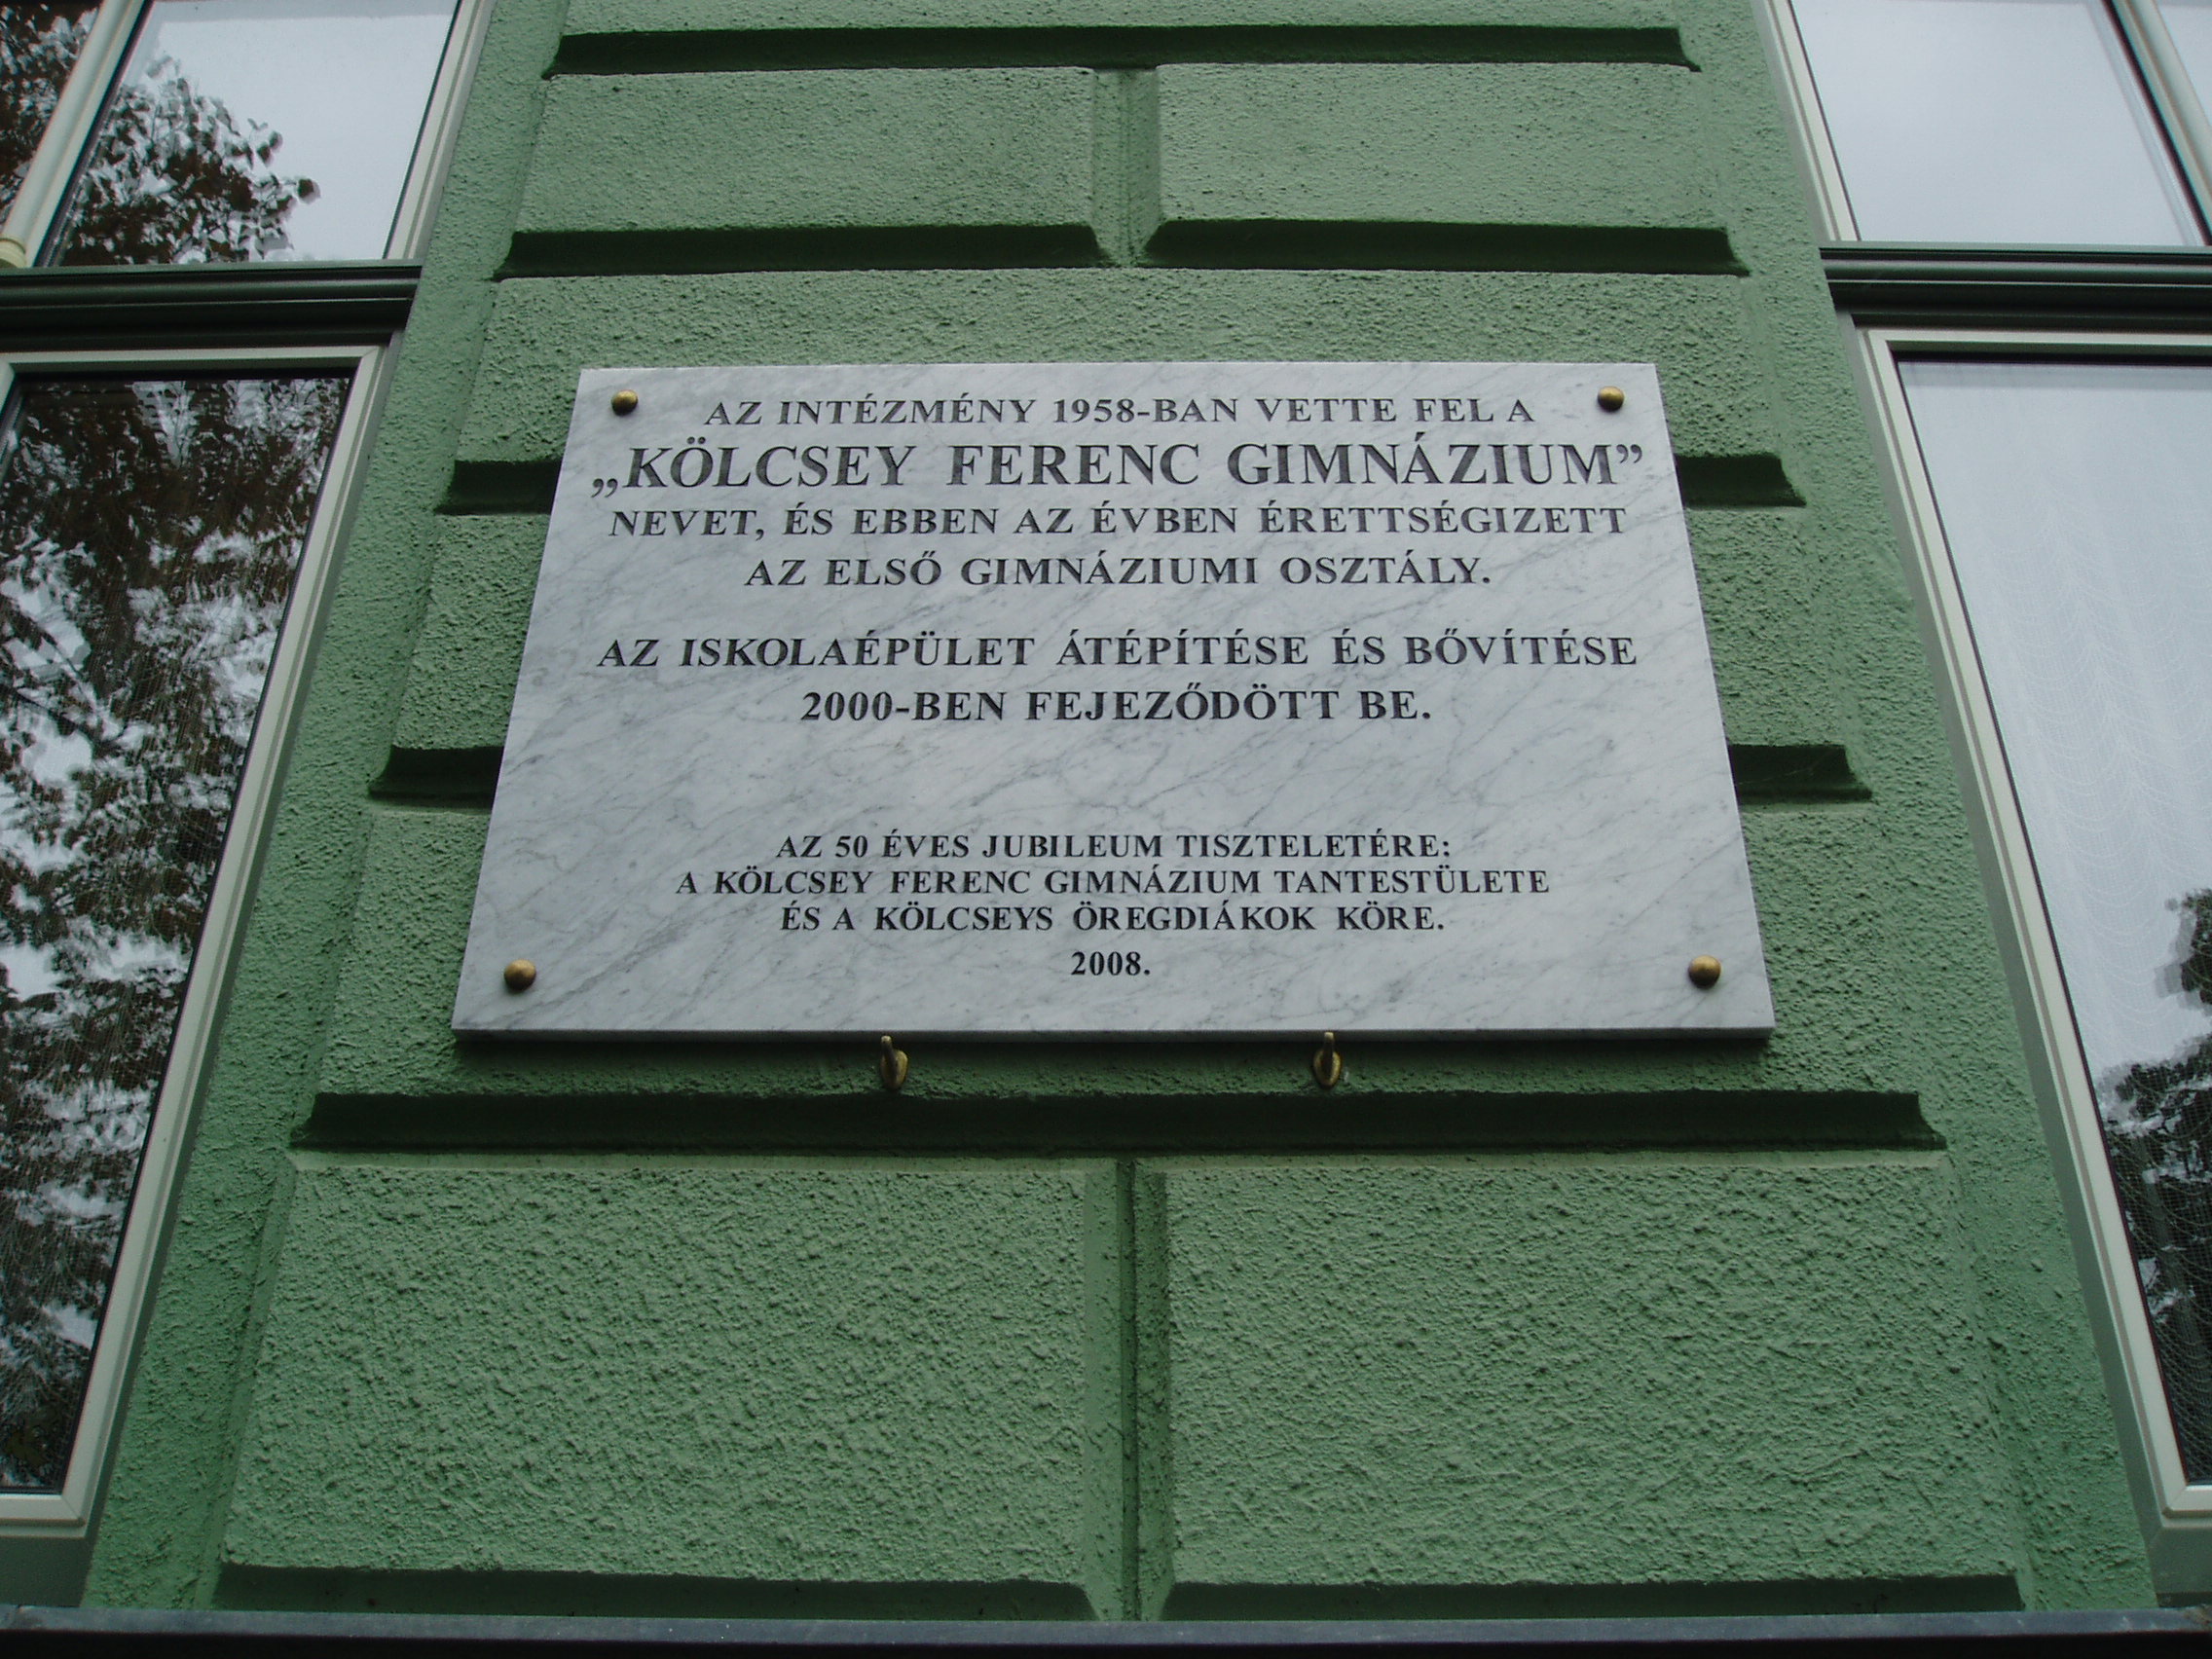 AZ INTÉZMÉNY 1958-BAN VETTE FEL A
„KÖLCSEY FERENC GIMNÁZIUM”
NEVET, ÉS EBBEN AZ ÉVBEN ÉRETTSÉGIZETT
AZ ELSŐ GIMNÁZIUMI OSZTÁLY.
AZ ISKOLAÉPÜLET ÁTÉPÍTÉSE ÉS BŐVÍTÉSE
2000-BEN FEJEZŐDÖTT BE.
AZ 50 ÉVES JUBILEUM TISZTELETÉRE:
A KÖLCSEY FERENC GIMNÁZIUM TANTESTÜLETE
ÉS A KÖLCSEYS ÖREGDIÁKOK KÖRE.
2008.